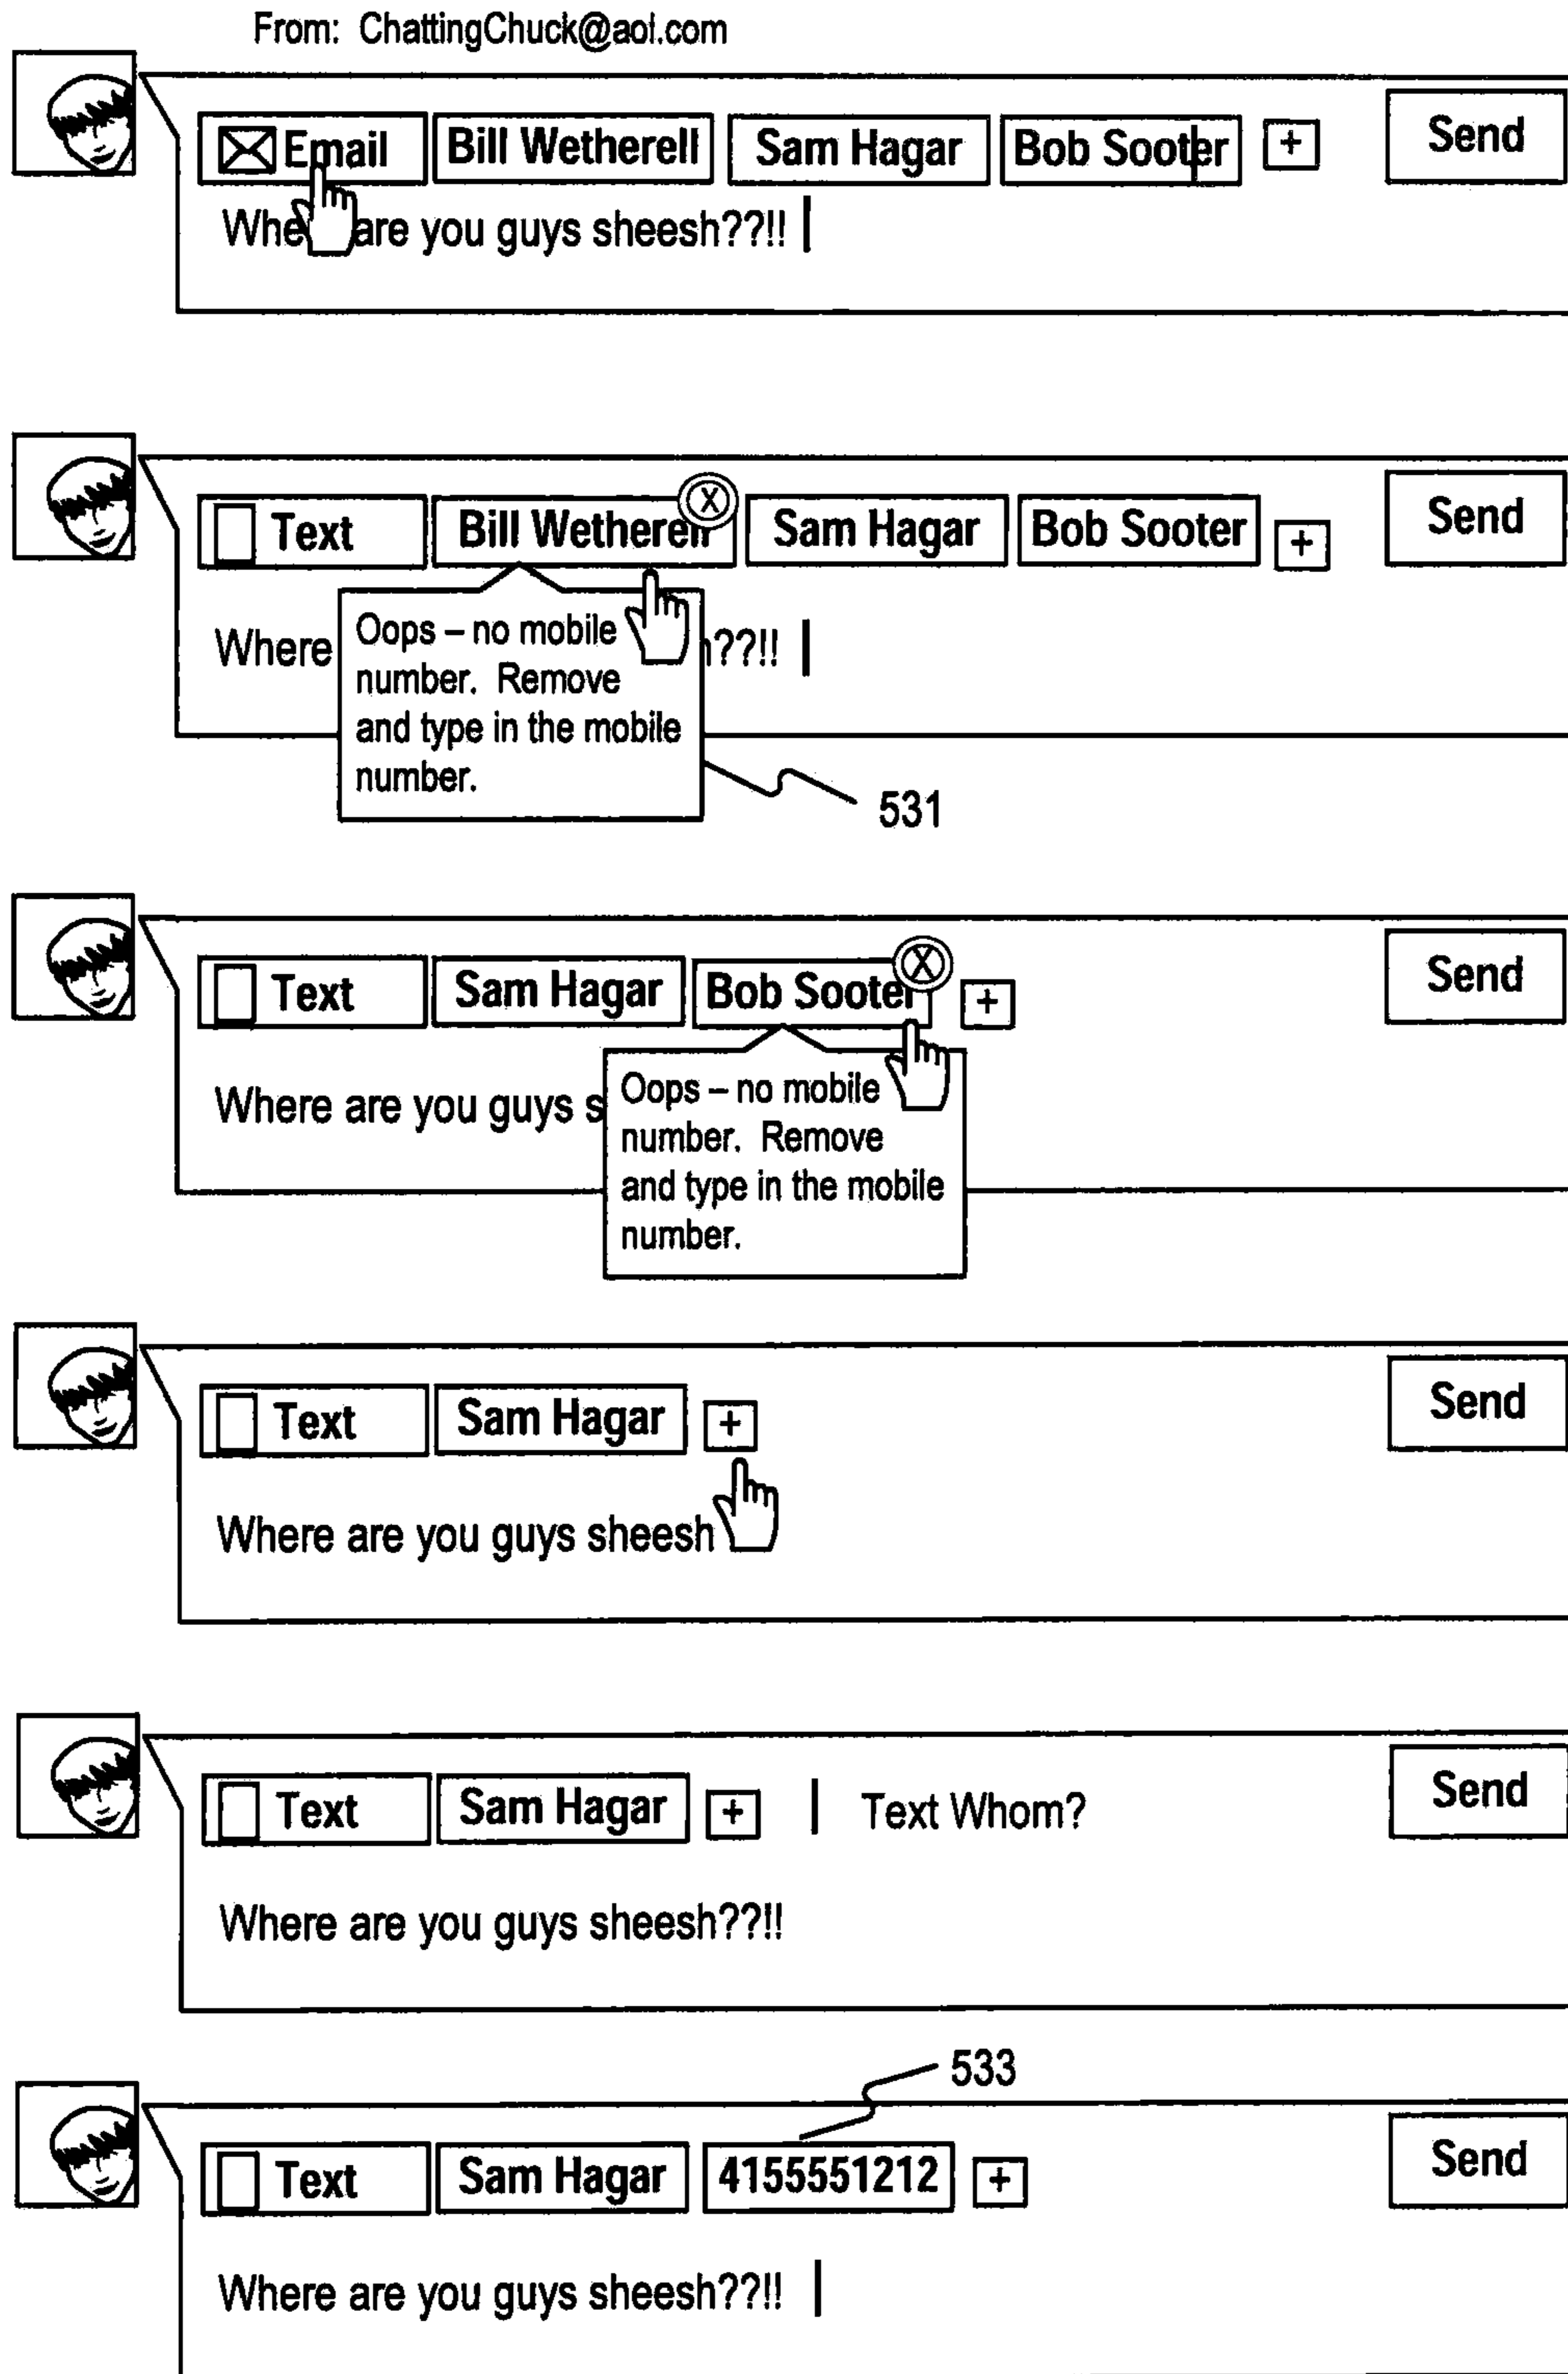 From: ChattingChuck@aol.com
Email Bill Wetherell Sam Hagar Bob Sooter + Send
Whe are you guys sheesh??!!
Text Bill Wetherell X Sam Hagar Bob Sooter + Send
Where ??!!
Oops – no mobile
number. Remove
and type in the mobile
number.
531
Text Sam Hagar Bob Sooter X + Send
Where are you guys s
Oops – no mobile
number. Remove
and type in the mobile
number.
Text Sam Hagar + Send
Where are you guys sheesh
Text Sam Hagar + Text Whom? Send
Where are you guys sheesh??!!
533
Text Sam Hagar 4155551212 + Send
Where are you guys sheesh??!!